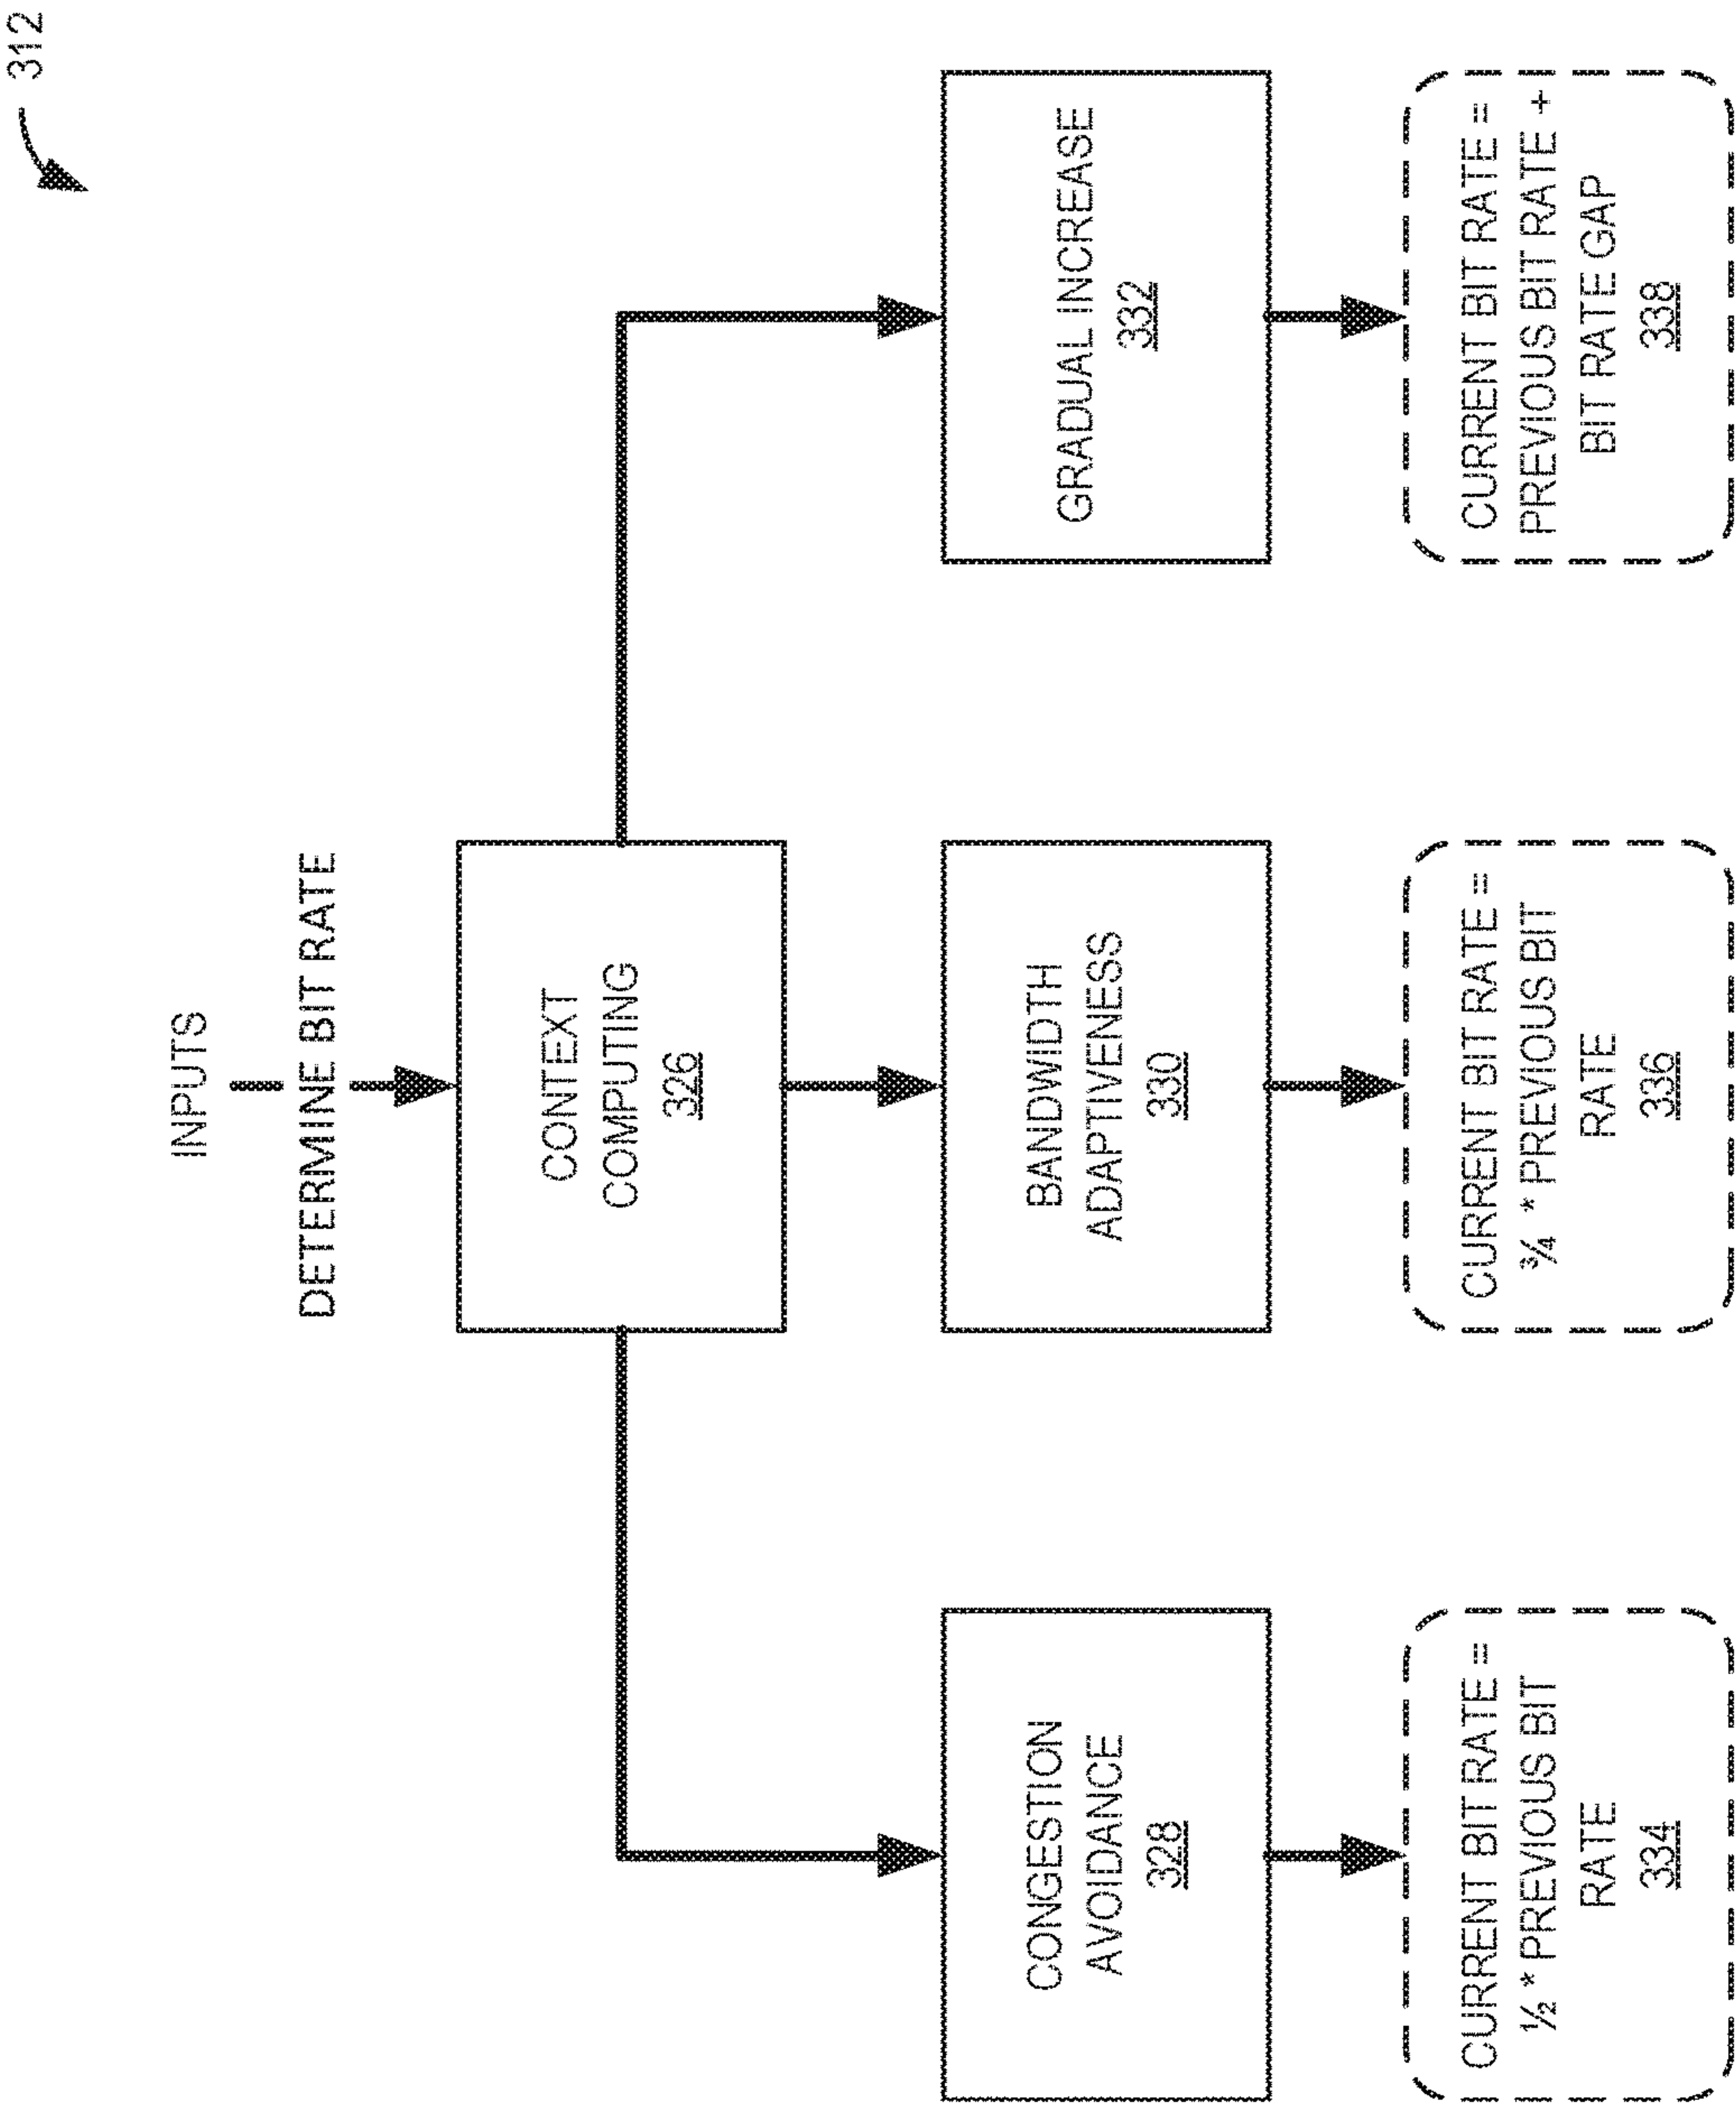 312
INPUTS
DETERMINE BIT RATE
CONTEXT
COMPUTING
326
CONGESTION
AVOIDANCE
328
BANDWIDTH
ADAPTIVENESS
330
GRADUAL INCREASE
332
CURRENT BIT RATE =
½ * PREVIOUS BIT
RATE
334
CURRENT BIT RATE =
¾ * PREVIOUS BIT
RATE
336
CURRENT BIT RATE =
PREVIOUS BIT RATE +
BIT RATE GAP
338